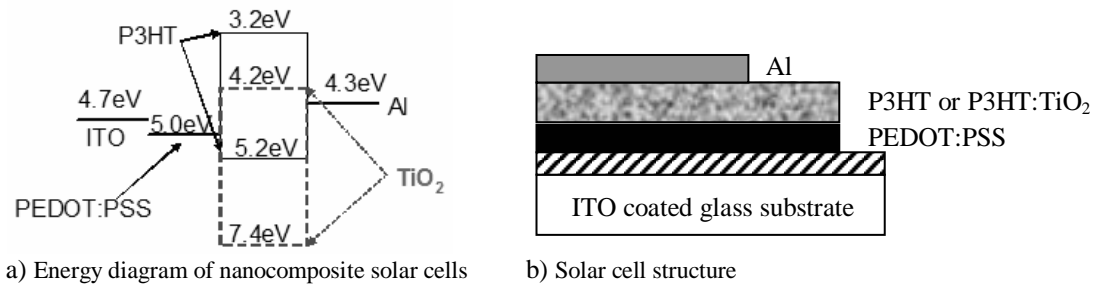 3.2eV
P3HT
4.2eV
4.3eV
4.7eV
Al
ITO
5.0eV
5.2eV
TiO₂
PEDOT:PSS
7.4eV
a) Energy diagram of nanocomposite solar cells
Al
P3HT or P3HT:TiO₂
PEDOT:PSS
ITO coated glass substrate
b) Solar cell structure